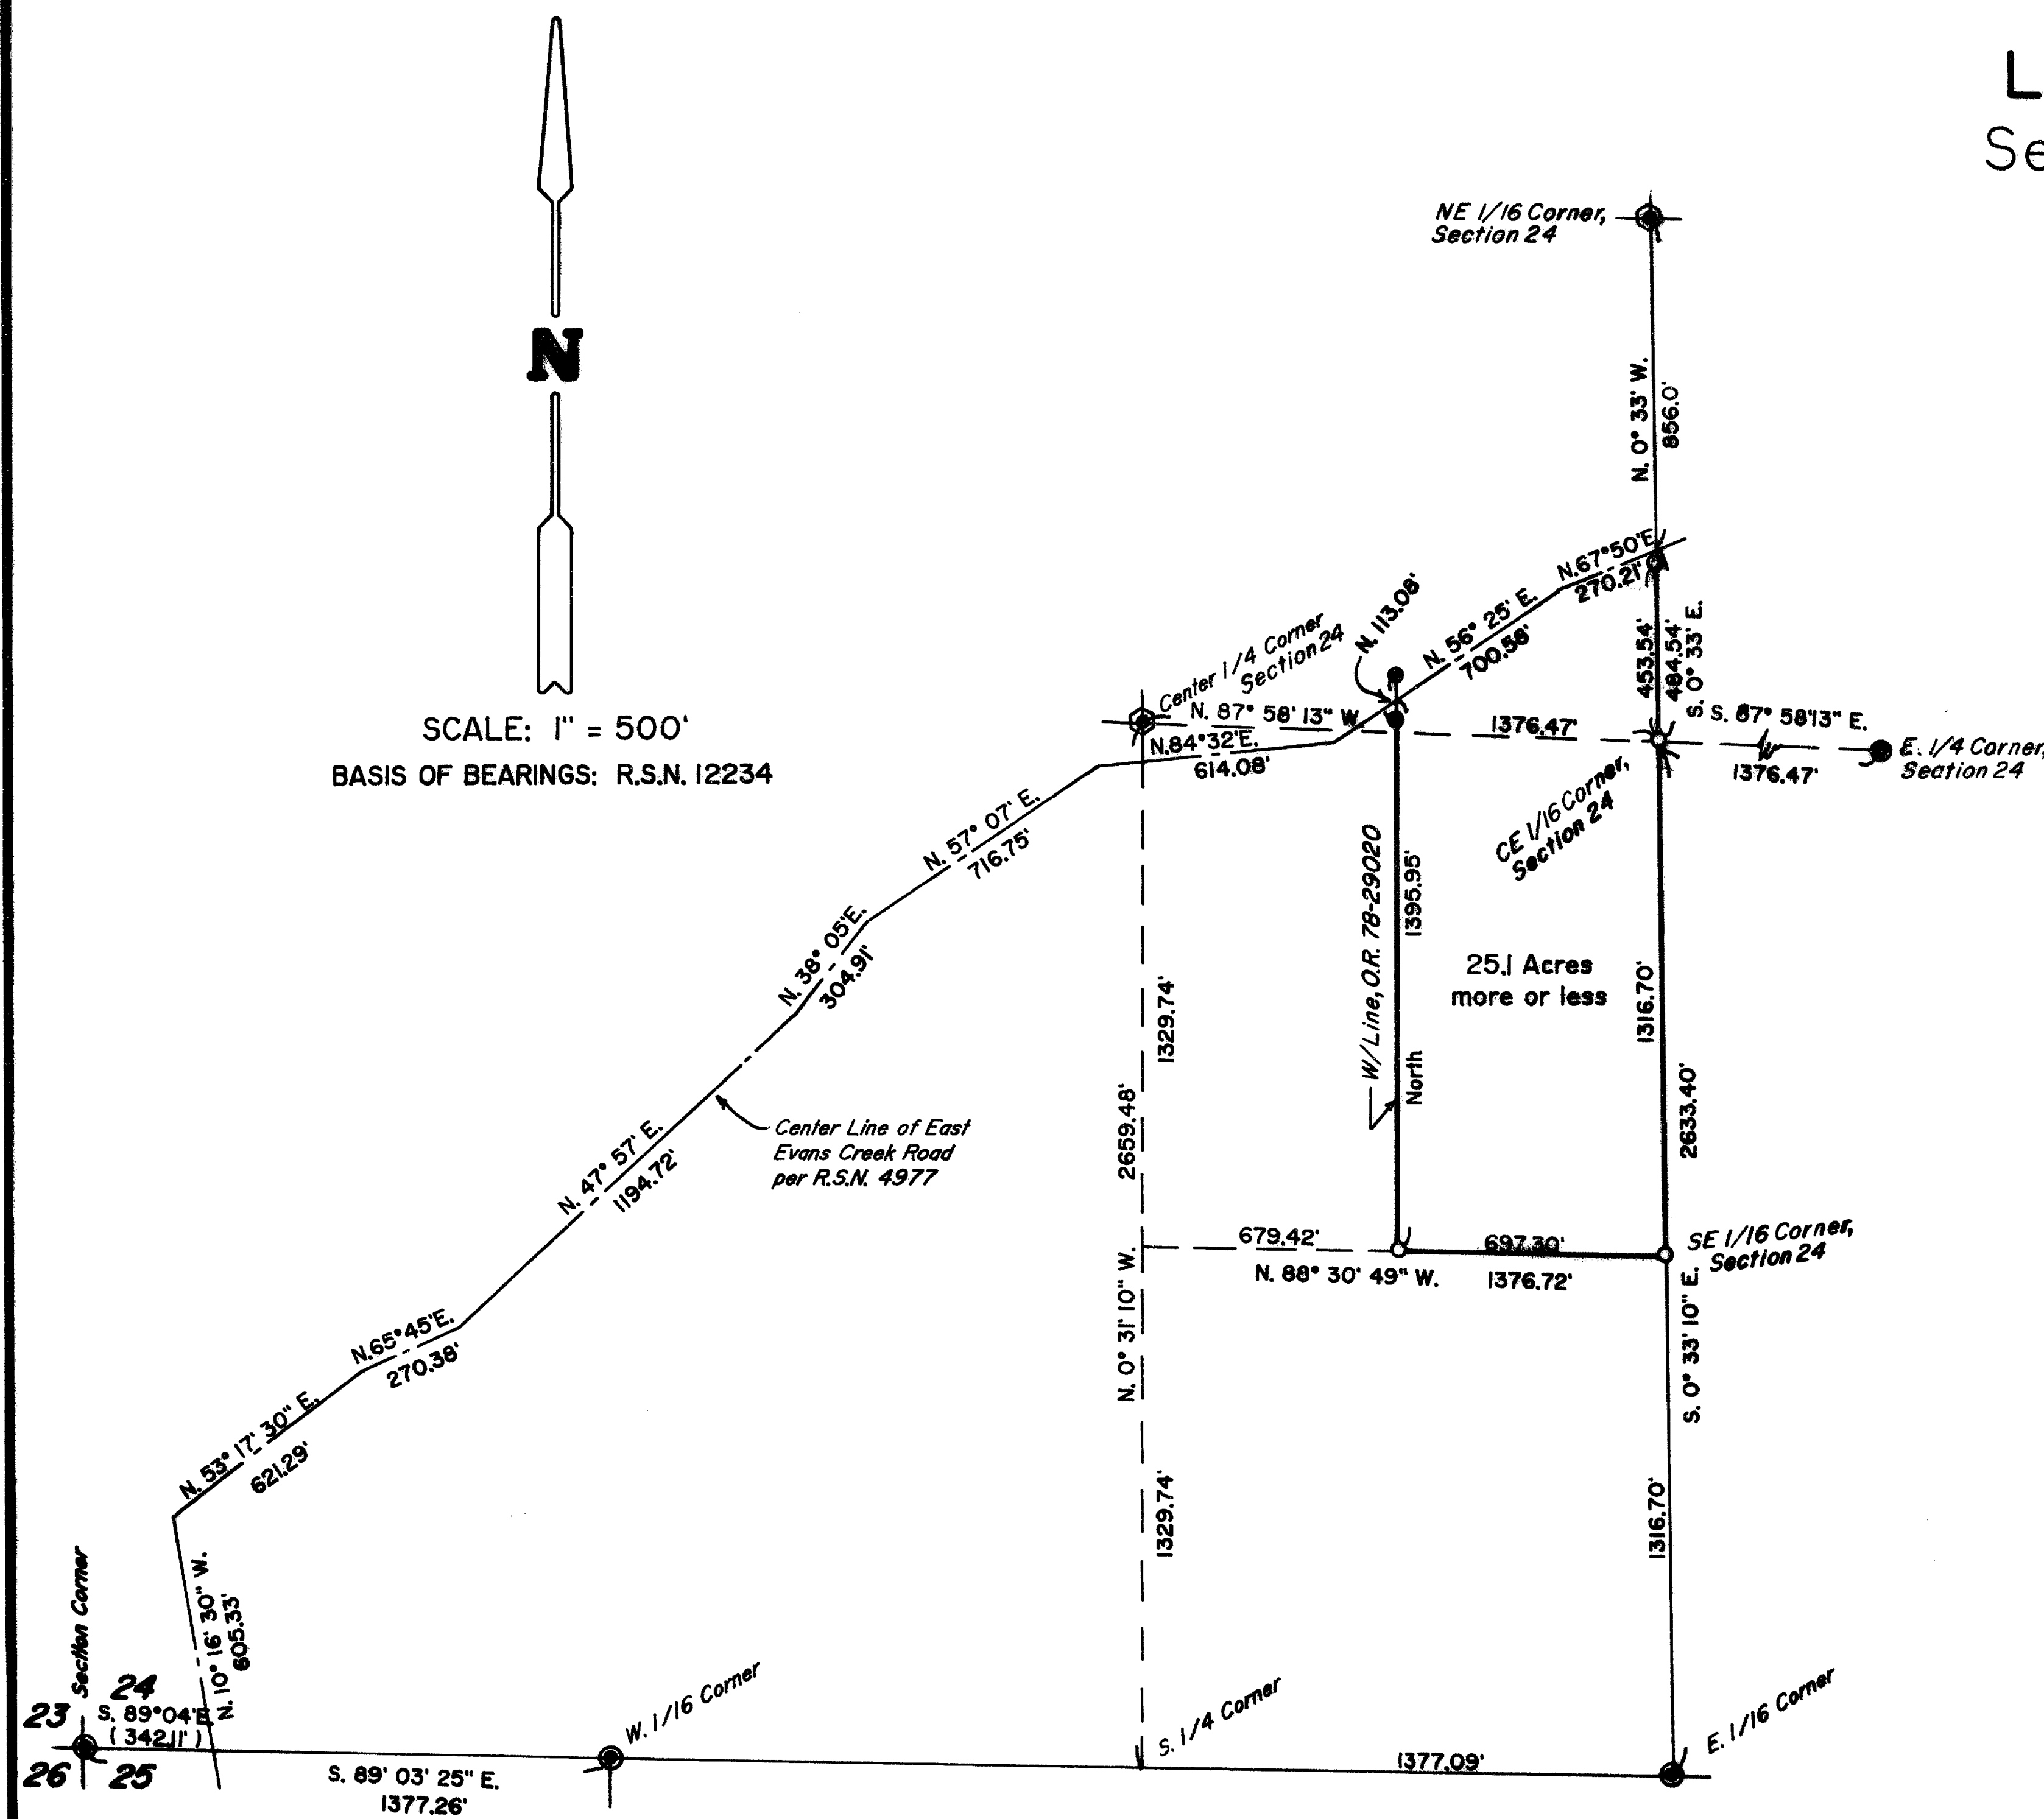 L
Se
NE 1/16 Corner,
Section 24
N
SCALE: 1" = 500'
BASIS OF BEARINGS: R.S.N. 12234
N. 0° 33' W.
856.0'
N. 67° 50' E.
270.21'
N. 56° 25' E.
700.58'
N. 113.08'
Center 1/4 Corner
Section 24
N. 87° 58' 13" W.
1376.47'
N. 84° 32' E.
614.08'
453.54'
484.54'
S. 0° 33' E.
S. 87° 58' 13" E.
1376.47'
E. 1/4 Corner,
Section 24
CE 1/16 Corner,
Section 24
N. 57° 07' E.
716.75'
N. 38° 05' E.
304.91'
W/Line, O.R. 78-29020
North
1395.95'
25.1 Acres
more or less
1316.70'
2633.40'
1329.74'
2659.48'
N. 0° 31' 10" W.
Center Line of East
Evans Creek Road
per R.S.N. 4977
N. 47° 57' E.
1194.72'
679.42'
697.30'
N. 88° 30' 49" W.
1376.72'
SE 1/16 Corner,
Section 24
S. 0° 33' 10" E.
N. 65° 45' E.
270.38'
N. 53° 17' 30" E.
621.29'
1329.74'
1316.70'
N. 10° 16' 30" W.
605.33'
Section Corner
23 24
S. 89° 04' E.
( 342.11' )
26 25
W. 1/16 Corner
S. 1/4 Corner
E. 1/16 Corner
S. 89° 03' 25" E.
1377.26'
1377.09'